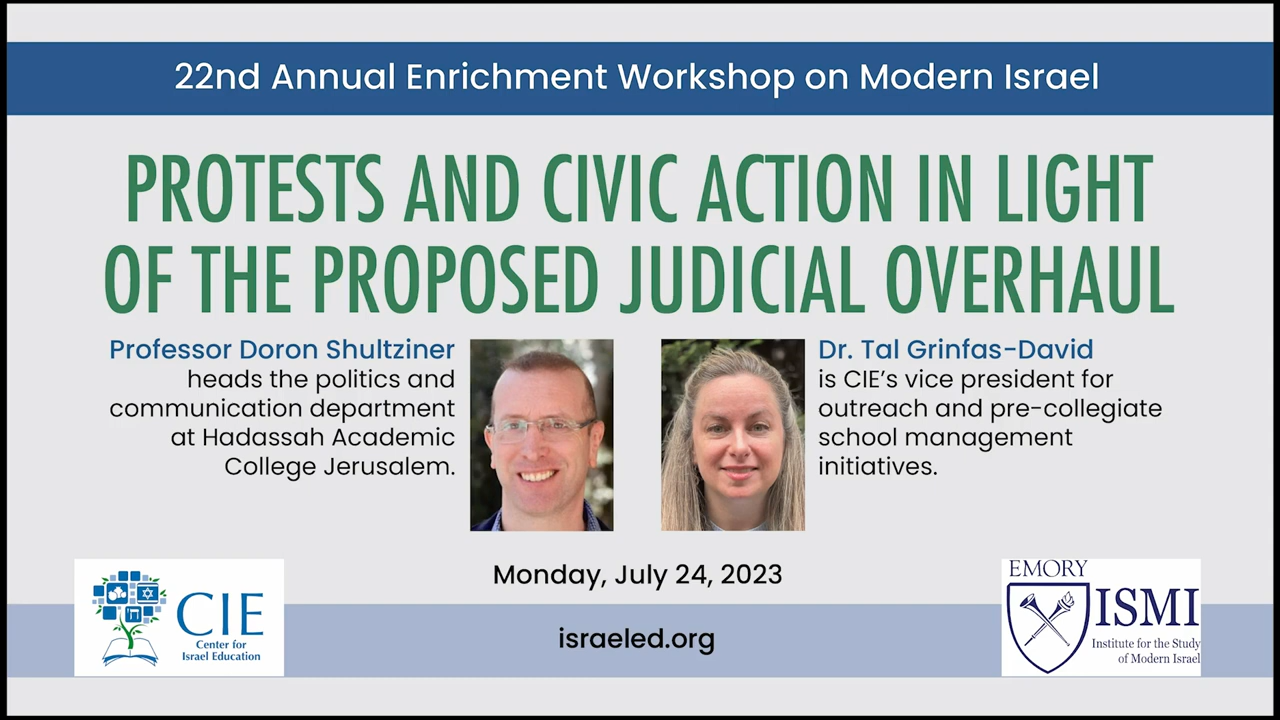 22nd Annual Enrichment Workshop on Modern Israel
PROTESTS AND CIVIC ACTION IN LIGHT
OF THE PROPOSED JUDICIAL OVERHAUL
Professor Doron Shultziner
heads the politics and
communication department
at Hadassah Academic
College Jerusalem.
Dr. Tal Grinfas-David
is CIE’s vice president for
outreach and pre-collegiate
school management
initiatives.
Monday, July 24, 2023
israeled.org
CIE
Center for
Israel Education
EMORY
ISMI
Institute for the Study
of Modern Israel